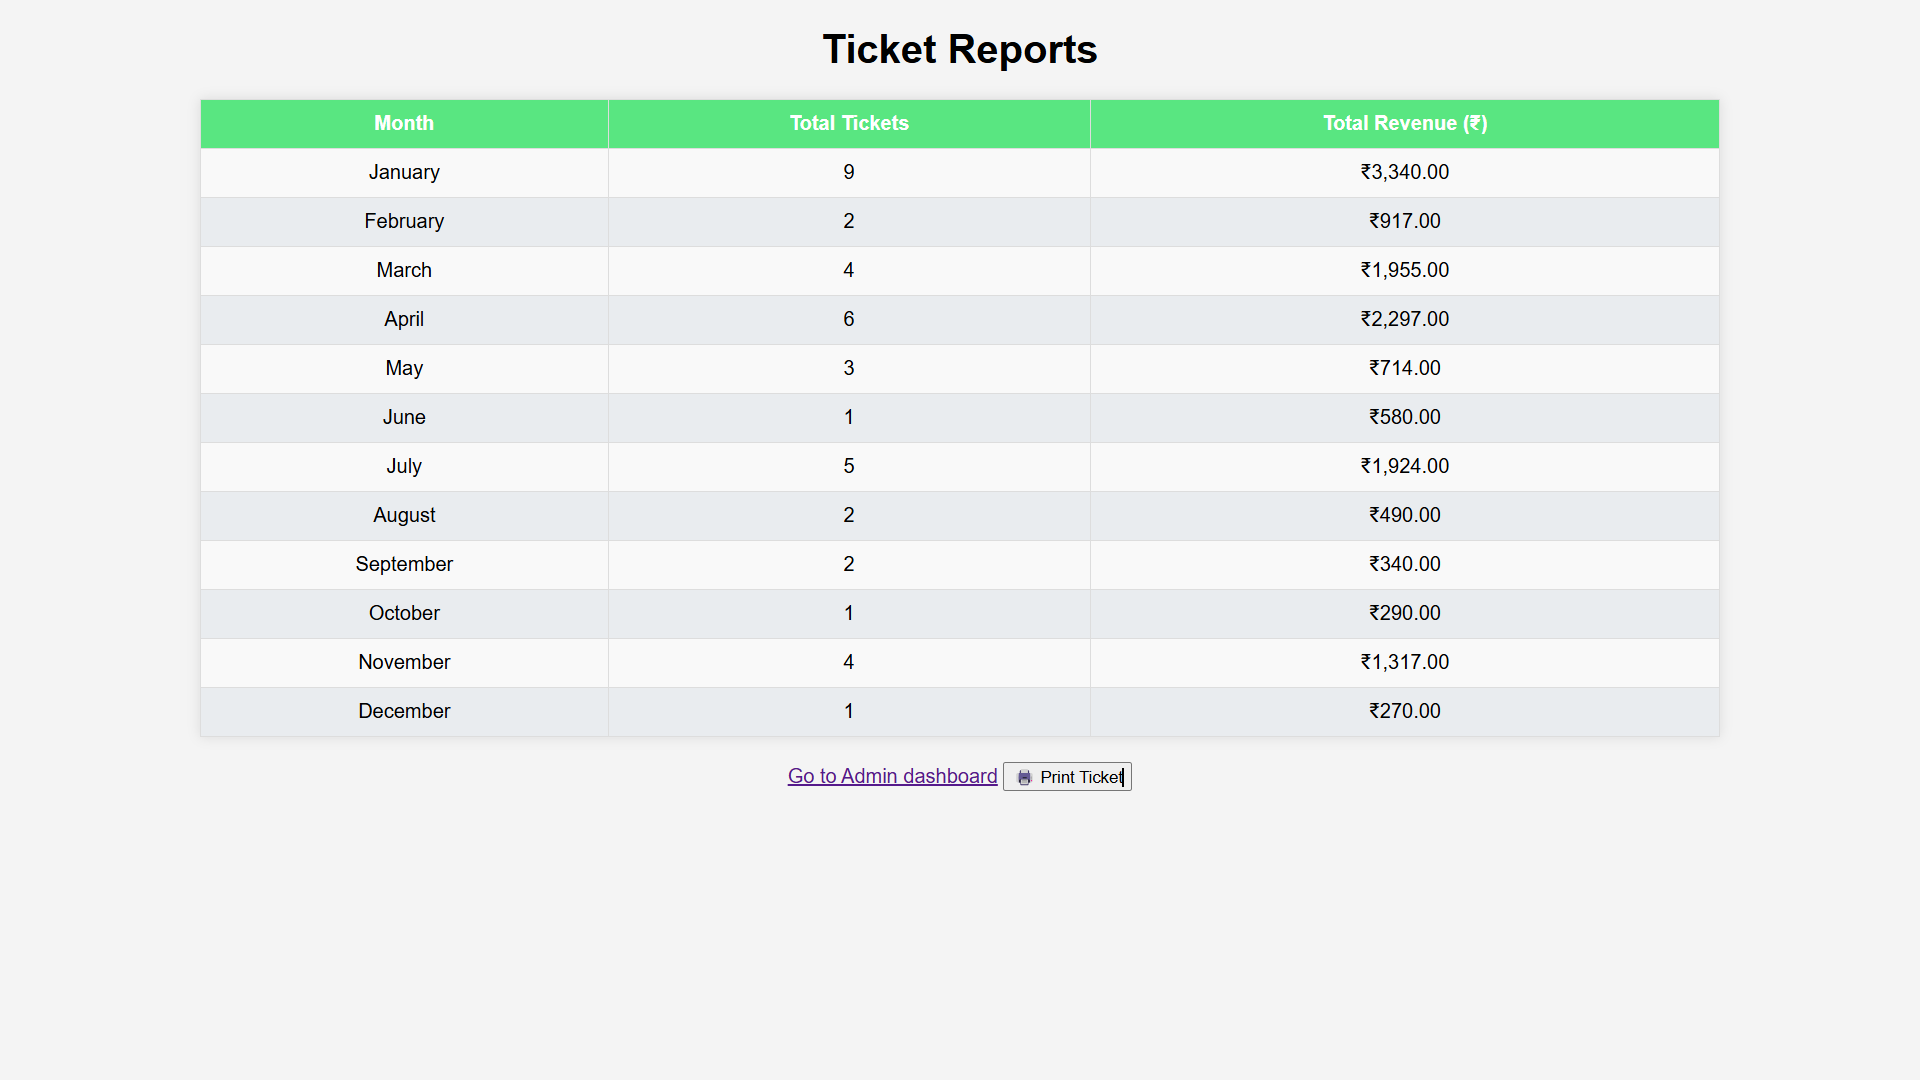 Ticket Reports
Month Total Tickets Total Revenue (₹)
January 9 ₹3,340.00
February 2 ₹917.00
March 4 ₹1,955.00
April 6 ₹2,297.00
May 3 ₹714.00
June 1 ₹580.00
July 5 ₹1,924.00
August 2 ₹490.00
September 2 ₹340.00
October 1 ₹290.00
November 4 ₹1,317.00
December 1 ₹270.00
Go to Admin dashboard Print Ticket